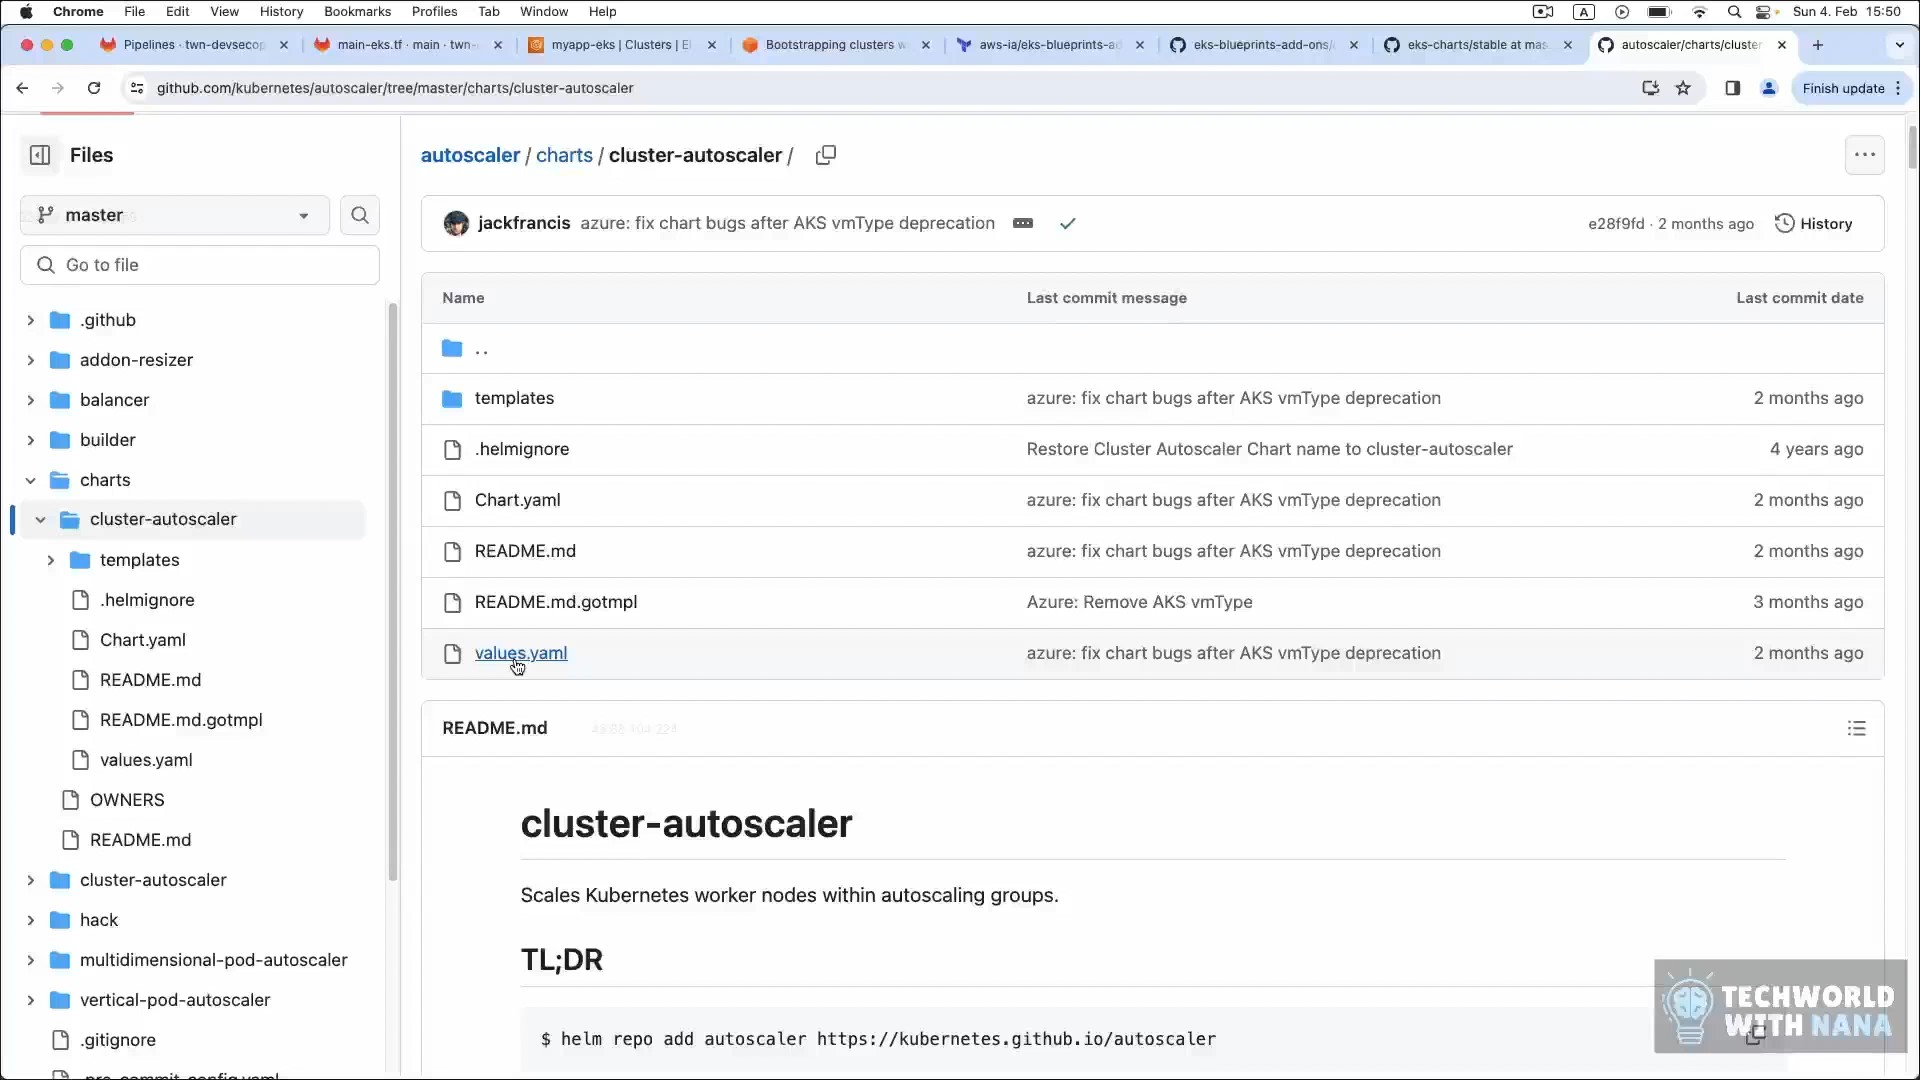 Chrome File Edit View History Bookmarks Profiles Tab Window Help A Sun 4. Feb 15:50
Pipelines · twn-devsecop main-eks.tf · main · twn- myapp-eks | Clusters | El Bootstrapping clusters w aws-ia/eks-blueprints-ad eks-blueprints-add-ons/ eks-charts/stable at mas autoscaler/charts/cluster
github.com/kubernetes/autoscaler/tree/master/charts/cluster-autoscaler Finish update
Files
master
Go to file
.github
addon-resizer
balancer
builder
charts
cluster-autoscaler
templates
.helmignore
Chart.yaml
README.md
README.md.gotmpl
values.yaml
OWNERS
README.md
cluster-autoscaler
hack
multidimensional-pod-autoscaler
vertical-pod-autoscaler
.gitignore
.pre-commit-config.yaml
autoscaler / charts / cluster-autoscaler /
jackfrancis azure: fix chart bugs after AKS vmType deprecation e28f9fd · 2 months ago History
Name Last commit message Last commit date
..
templates azure: fix chart bugs after AKS vmType deprecation 2 months ago
.helmignore Restore Cluster Autoscaler Chart name to cluster-autoscaler 4 years ago
Chart.yaml azure: fix chart bugs after AKS vmType deprecation 2 months ago
README.md azure: fix chart bugs after AKS vmType deprecation 2 months ago
README.md.gotmpl Azure: Remove AKS vmType 3 months ago
values.yaml azure: fix chart bugs after AKS vmType deprecation 2 months ago
README.md
cluster-autoscaler
Scales Kubernetes worker nodes within autoscaling groups.
TL;DR
$ helm repo add autoscaler https://kubernetes.github.io/autoscaler
TECHWORLD
WITH NANA